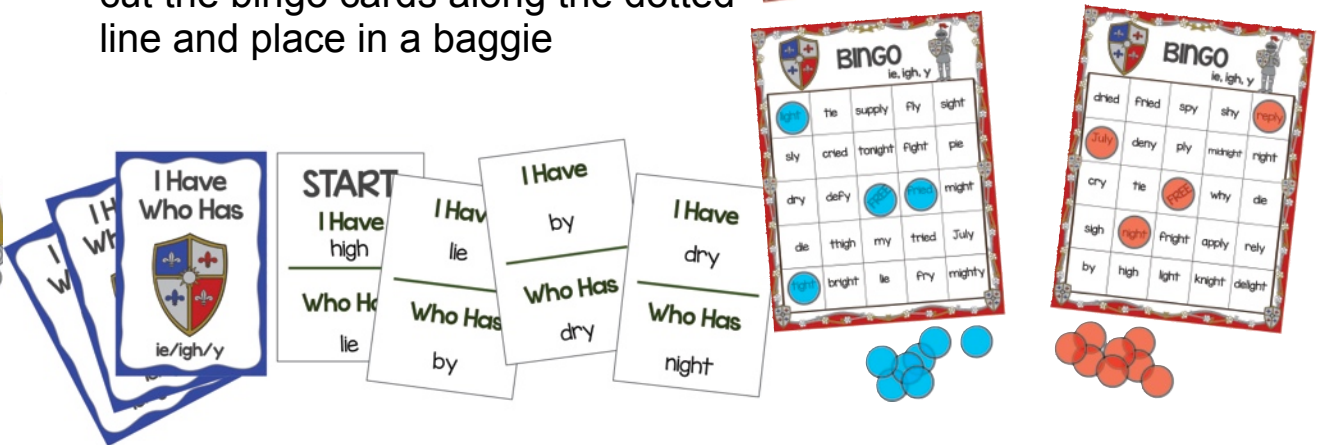 cut the bingo cards along the dotted
line and place in a baggie
I Have
Who Has
ie/igh/y
START
I Have
high
Who Ha
lie
I Hav
lie
Who Has
by
I Have
by
Who Has
dry
I Have
dry
Who Has
night
BINGO
ie, igh, y
light tie supply fly sight
sly cried tonight fight pie
dry defy FREE fried might
die thigh my tried July
tight bright lie fry mighty
BINGO
ie, igh, y
dried fried spy shy reply
July deny ply midnight right
cry tie FREE why die
sigh night fright apply rely
by high light knight delight